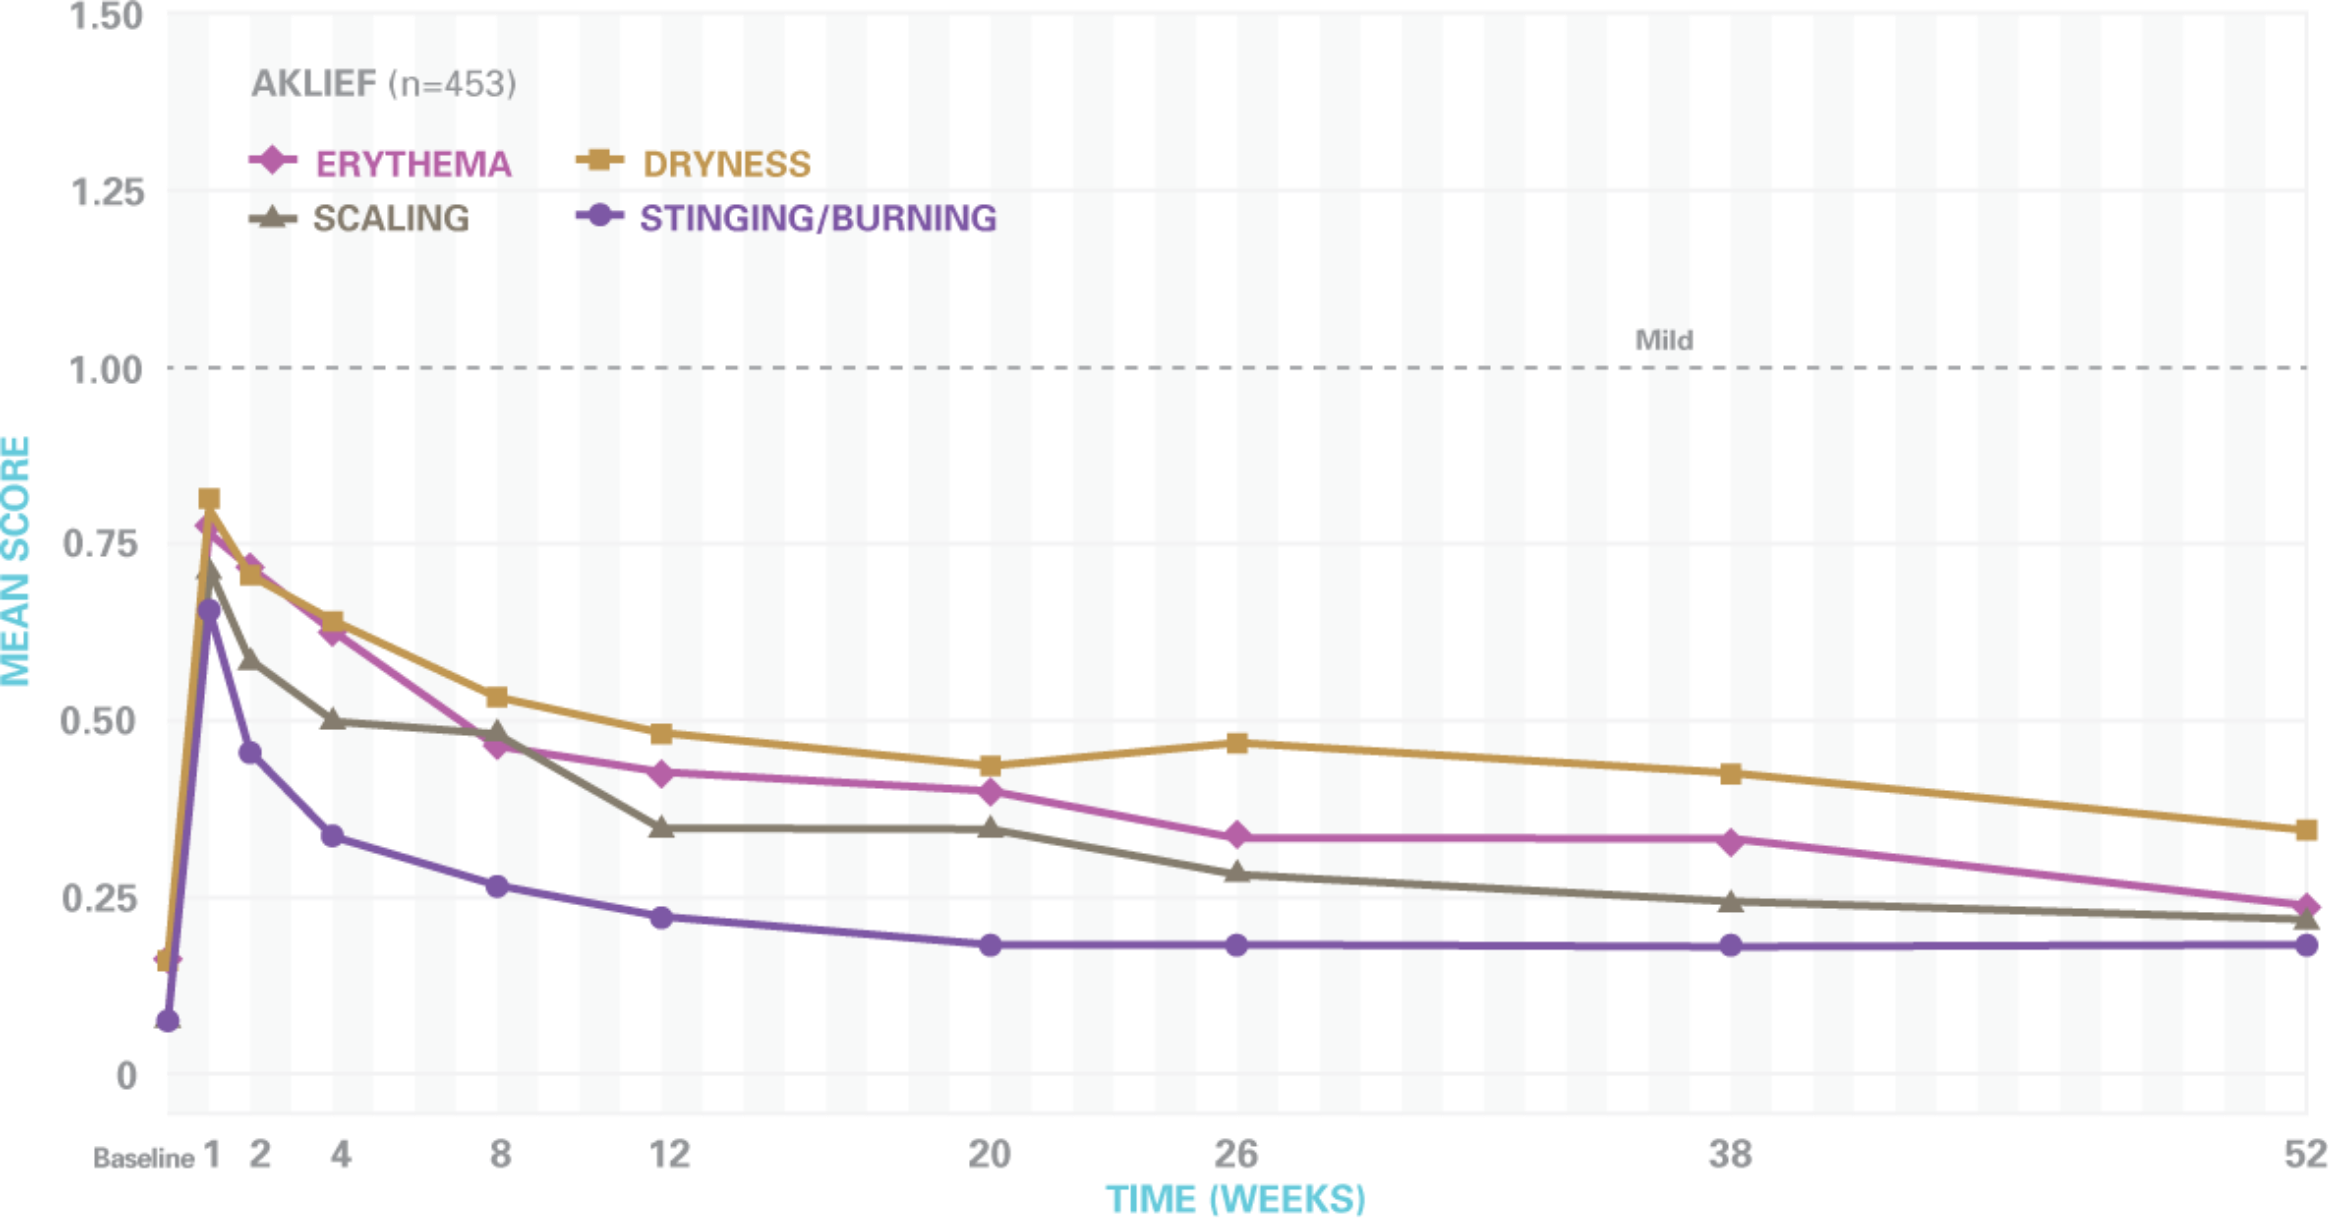 1.50
AKLIEF (n=453)
ERYTHEMA DRYNESS
1.25
SCALING STINGING/BURNING
Mild
1.00
MEAN SCORE
0.75
0.50
0.25
0
Baseline 1 2 4 8 12 20 26 38 52
TIME (WEEKS)